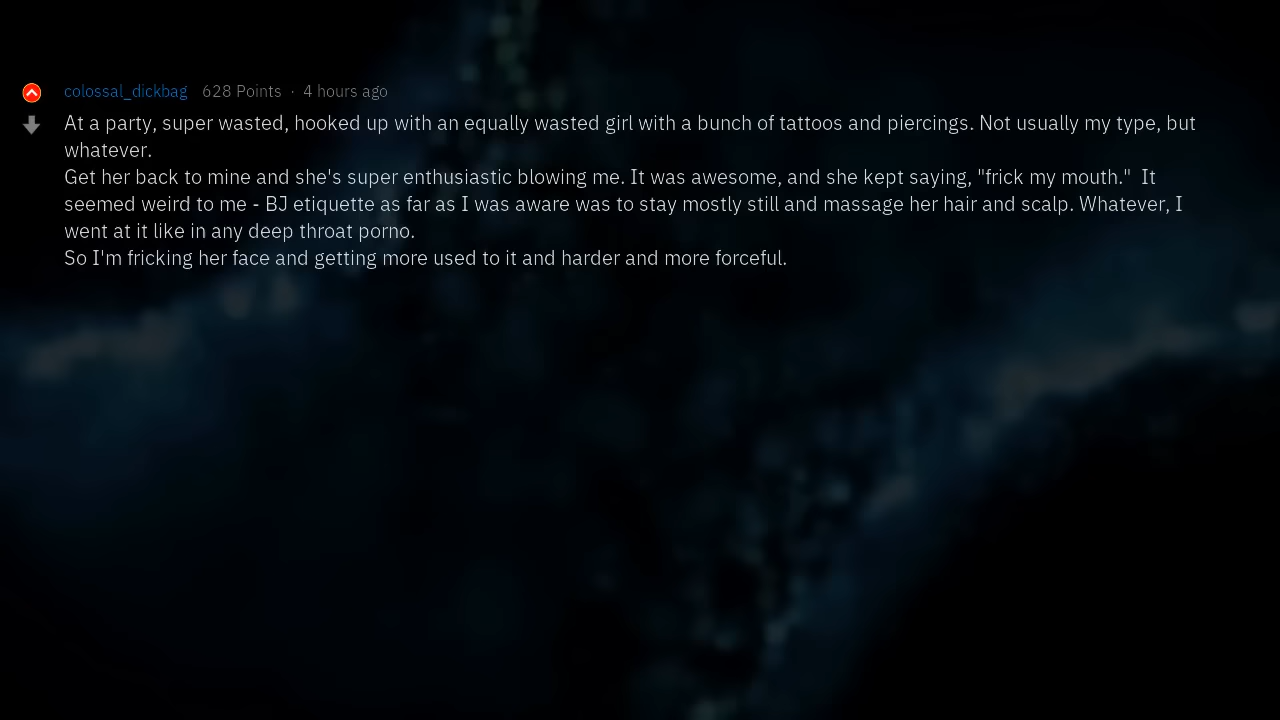 colossal_dickbag 628 Points · 4 hours ago
At a party, super wasted, hooked up with an equally wasted girl with a bunch of tattoos and piercings. Not usually my type, but
whatever.
Get her back to mine and she's super enthusiastic blowing me. It was awesome, and she kept saying, "frick my mouth."  It
seemed weird to me - BJ etiquette as far as I was aware was to stay mostly still and massage her hair and scalp. Whatever, I
went at it like in any deep throat porno.
So I'm fricking her face and getting more used to it and harder and more forceful.